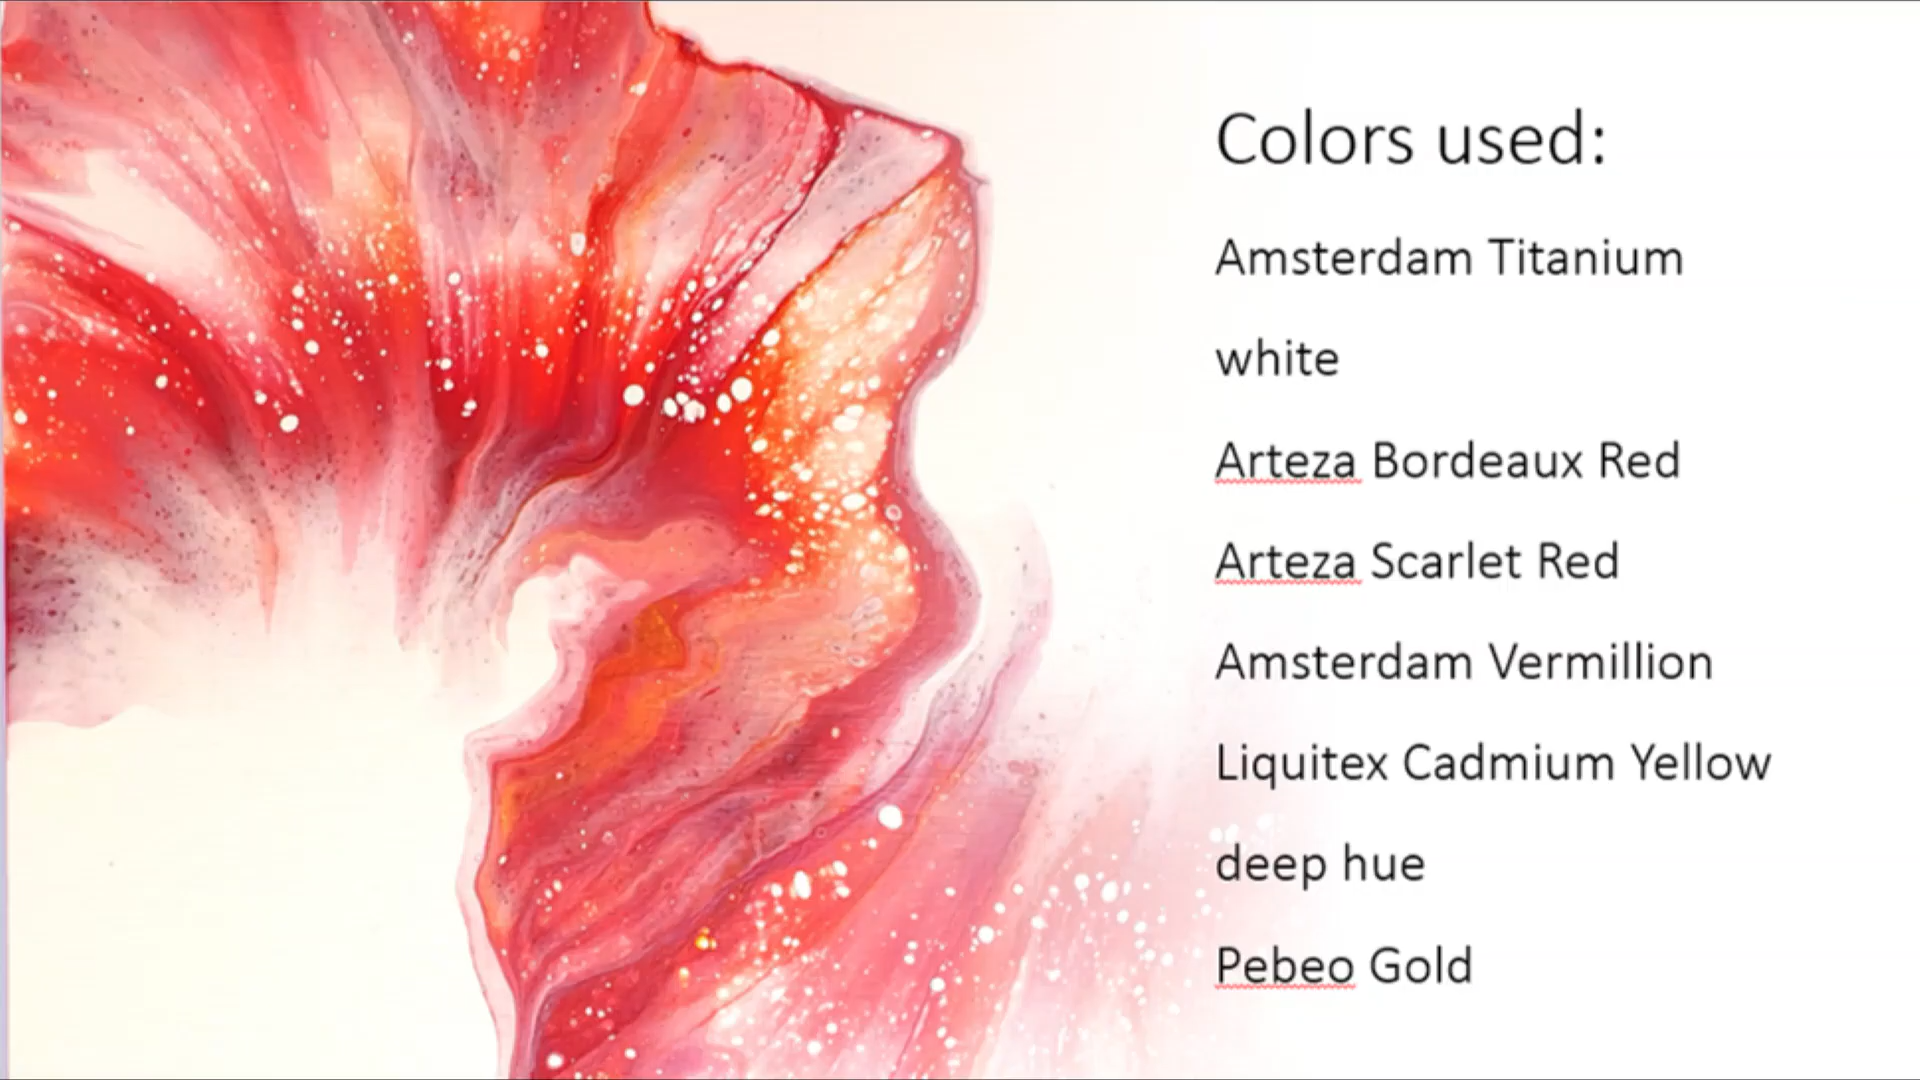 Colors used:
Amsterdam Titanium
white
Arteza Bordeaux Red
Arteza Scarlet Red
Amsterdam Vermillion
Liquitex Cadmium Yellow
deep hue
Pebeo Gold